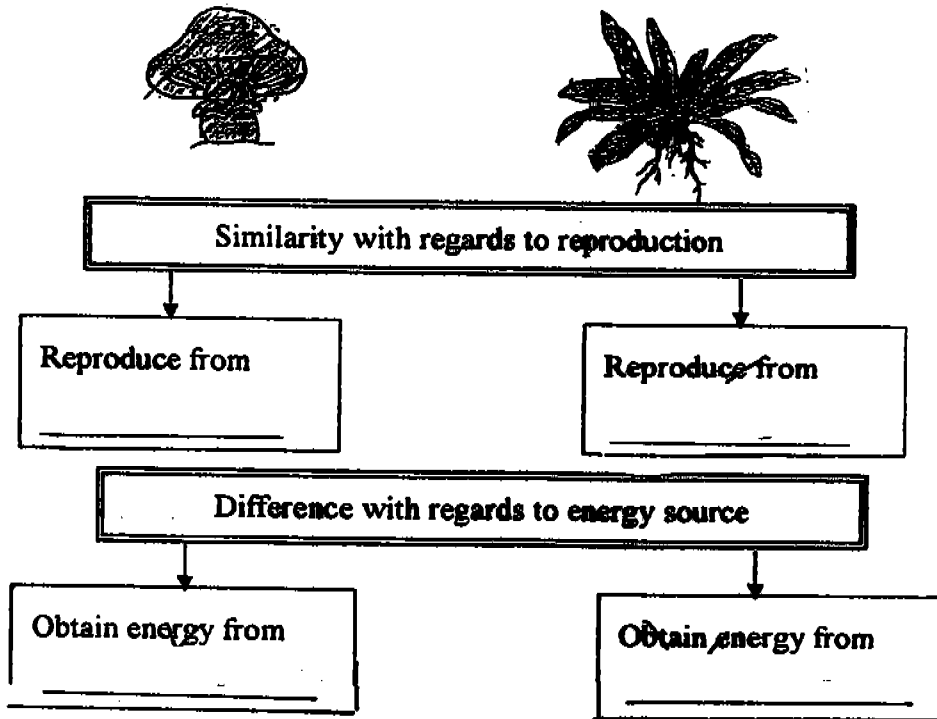 Similarity with regards to reproduction
Reproduce from
Reproduce from
Difference with regards to energy source
Obtain energy from
Obtain energy from